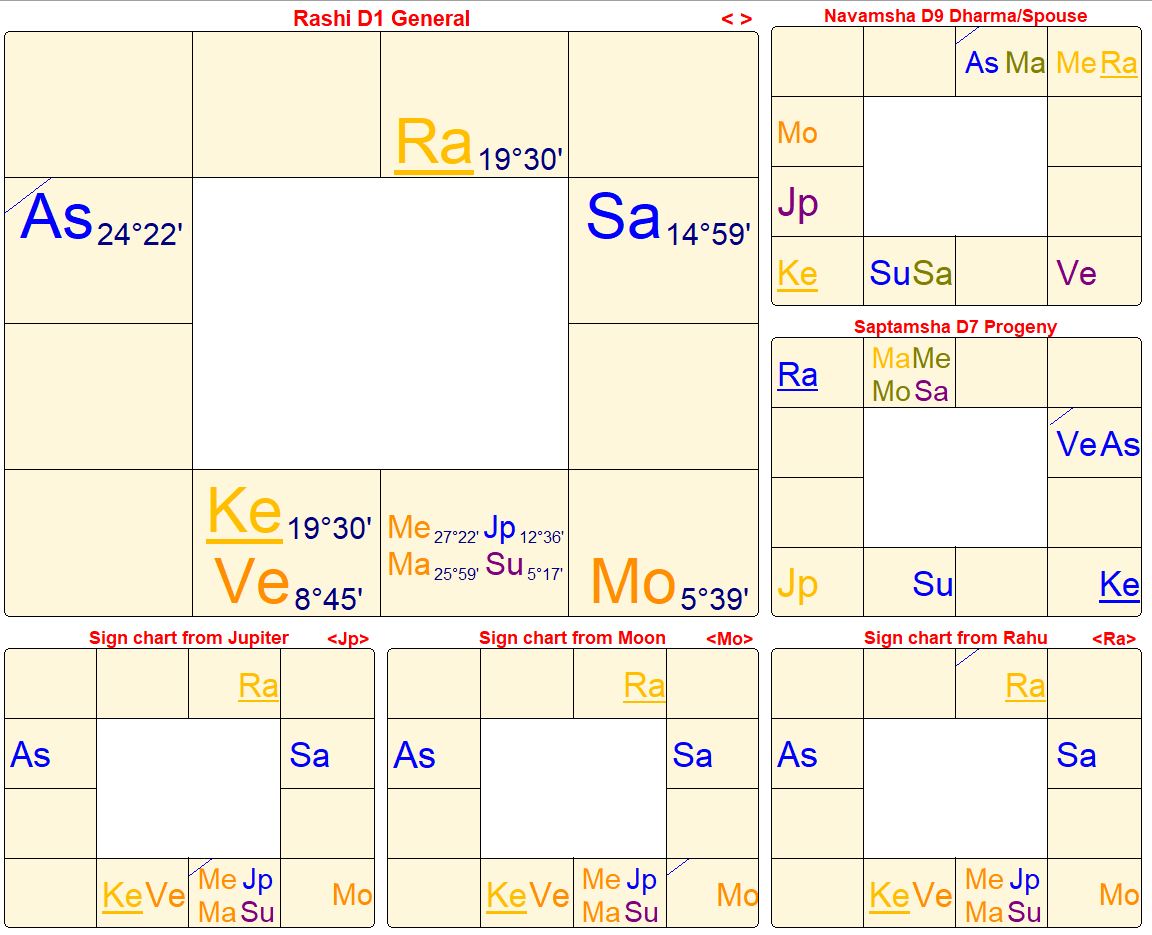 Rashi D1 General < >
Ra 19°30'
As 24°22' Sa 14°59'
Ke 19°30' Me 27°22' Jp 12°36'
Ve 8°45' Ma 25°59' Su 5°17' Mo 5°39'
Navamsha D9 Dharma/Spouse
As Ma Me Ra
Mo
Jp
Ke Su Sa Ve
Saptamsha D7 Progeny
Ra Ma Me
Mo Sa
Ve As
Jp Su Ke
Sign chart from Jupiter <Jp>
Ra
As Sa
Ke Ve Me Jp
Ma Su Mo
Sign chart from Moon <Mo>
Ra
As Sa
Ke Ve Me Jp
Ma Su Mo
Sign chart from Rahu <Ra>
Ra
As Sa
Ke Ve Me Jp
Ma Su Mo